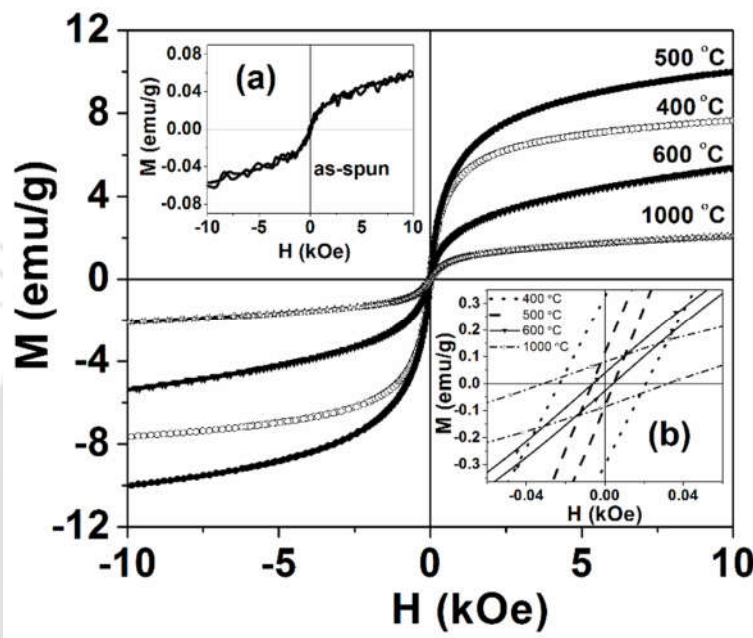 12
8
4
0
-4
-8
-12
M (emu/g)
-10
-5
0
5
10
H (kOe)
500 °C
400 °C
600 °C
1000 °C
(a)
0.08
0.04
0.00
-0.04
-0.08
M (emu/g)
as-spun
-10
-5
0
5
10
H (kOe)
400 °C
500 °C
600 °C
1000 °C
0.3
0.2
0.1
0.0
-0.1
-0.2
-0.3
M (emu/g)
(b)
-0.04
0.00
0.04
H (kOe)